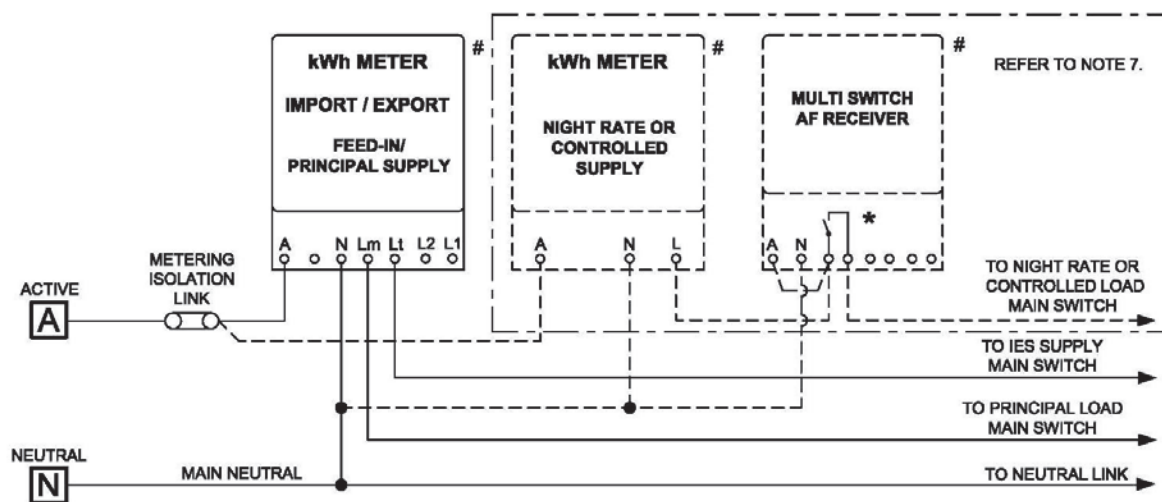 kWh METER
IMPORT / EXPORT
FEED-IN/
PRINCIPAL SUPPLY
#
A N Lm Lt L2 L1
kWh METER
NIGHT RATE OR
CONTROLLED
SUPPLY
#
A N L
MULTI SWITCH
AF RECEIVER
#
*
A N
REFER TO NOTE 7.
METERING
ISOLATION
LINK
ACTIVE
A
TO NIGHT RATE OR
CONTROLLED LOAD
MAIN SWITCH
TO IES SUPPLY
MAIN SWITCH
TO PRINCIPAL LOAD
MAIN SWITCH
NEUTRAL
N
MAIN NEUTRAL
TO NEUTRAL LINK